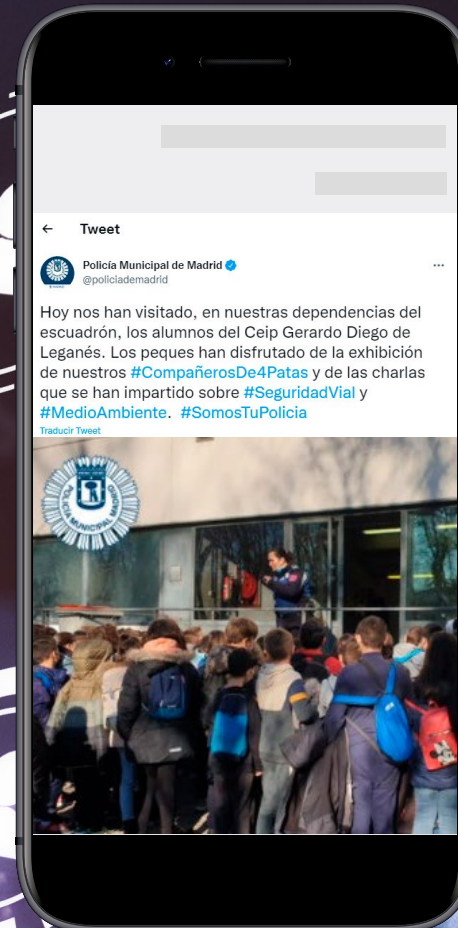 Tweet
Policía Municipal de Madrid
@policiademadrid
Hoy nos han visitado, en nuestras dependencias del
escuadrón, los alumnos del Ceip Gerardo Diego de
Leganés. Los peques han disfrutado de la exhibición
de nuestros #CompañerosDe4Patas y de las charlas
que se han impartido sobre #SeguridadVial y
#MedioAmbiente. #SomosTuPolicia
Traducir Tweet
POLICÍA MUNICIPAL MADRID